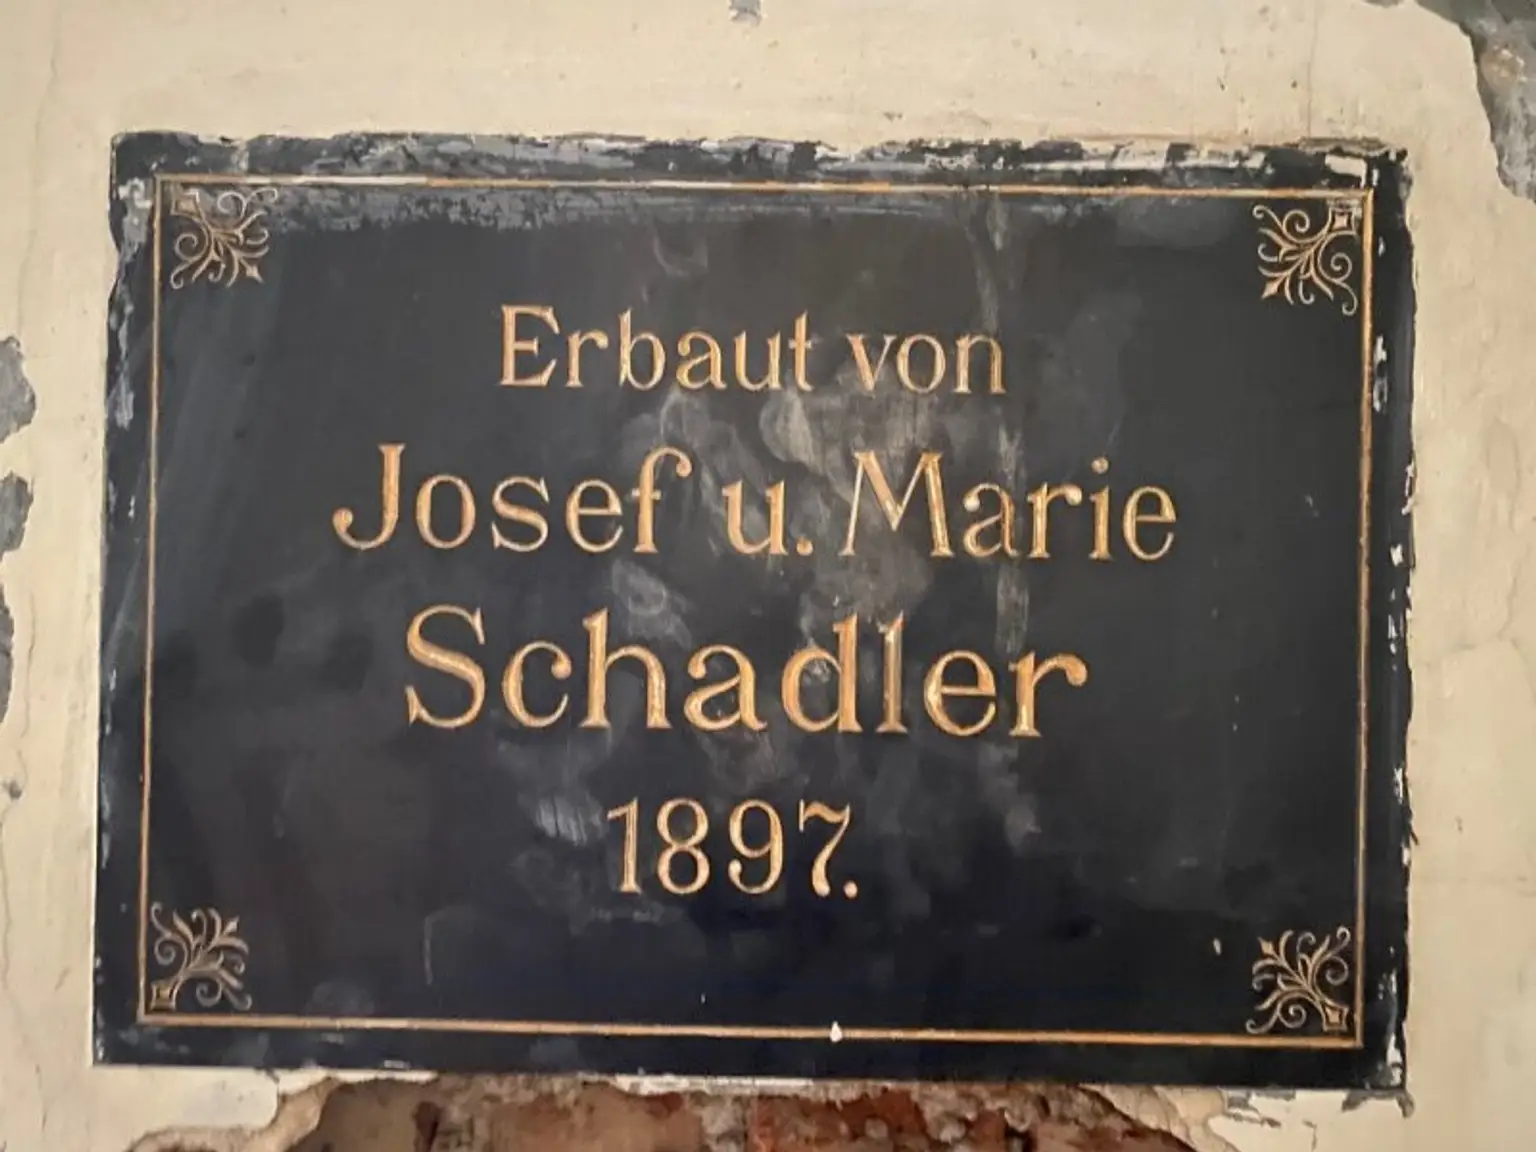 Erbaut von
Josef u. Marie
Schadler
1897.